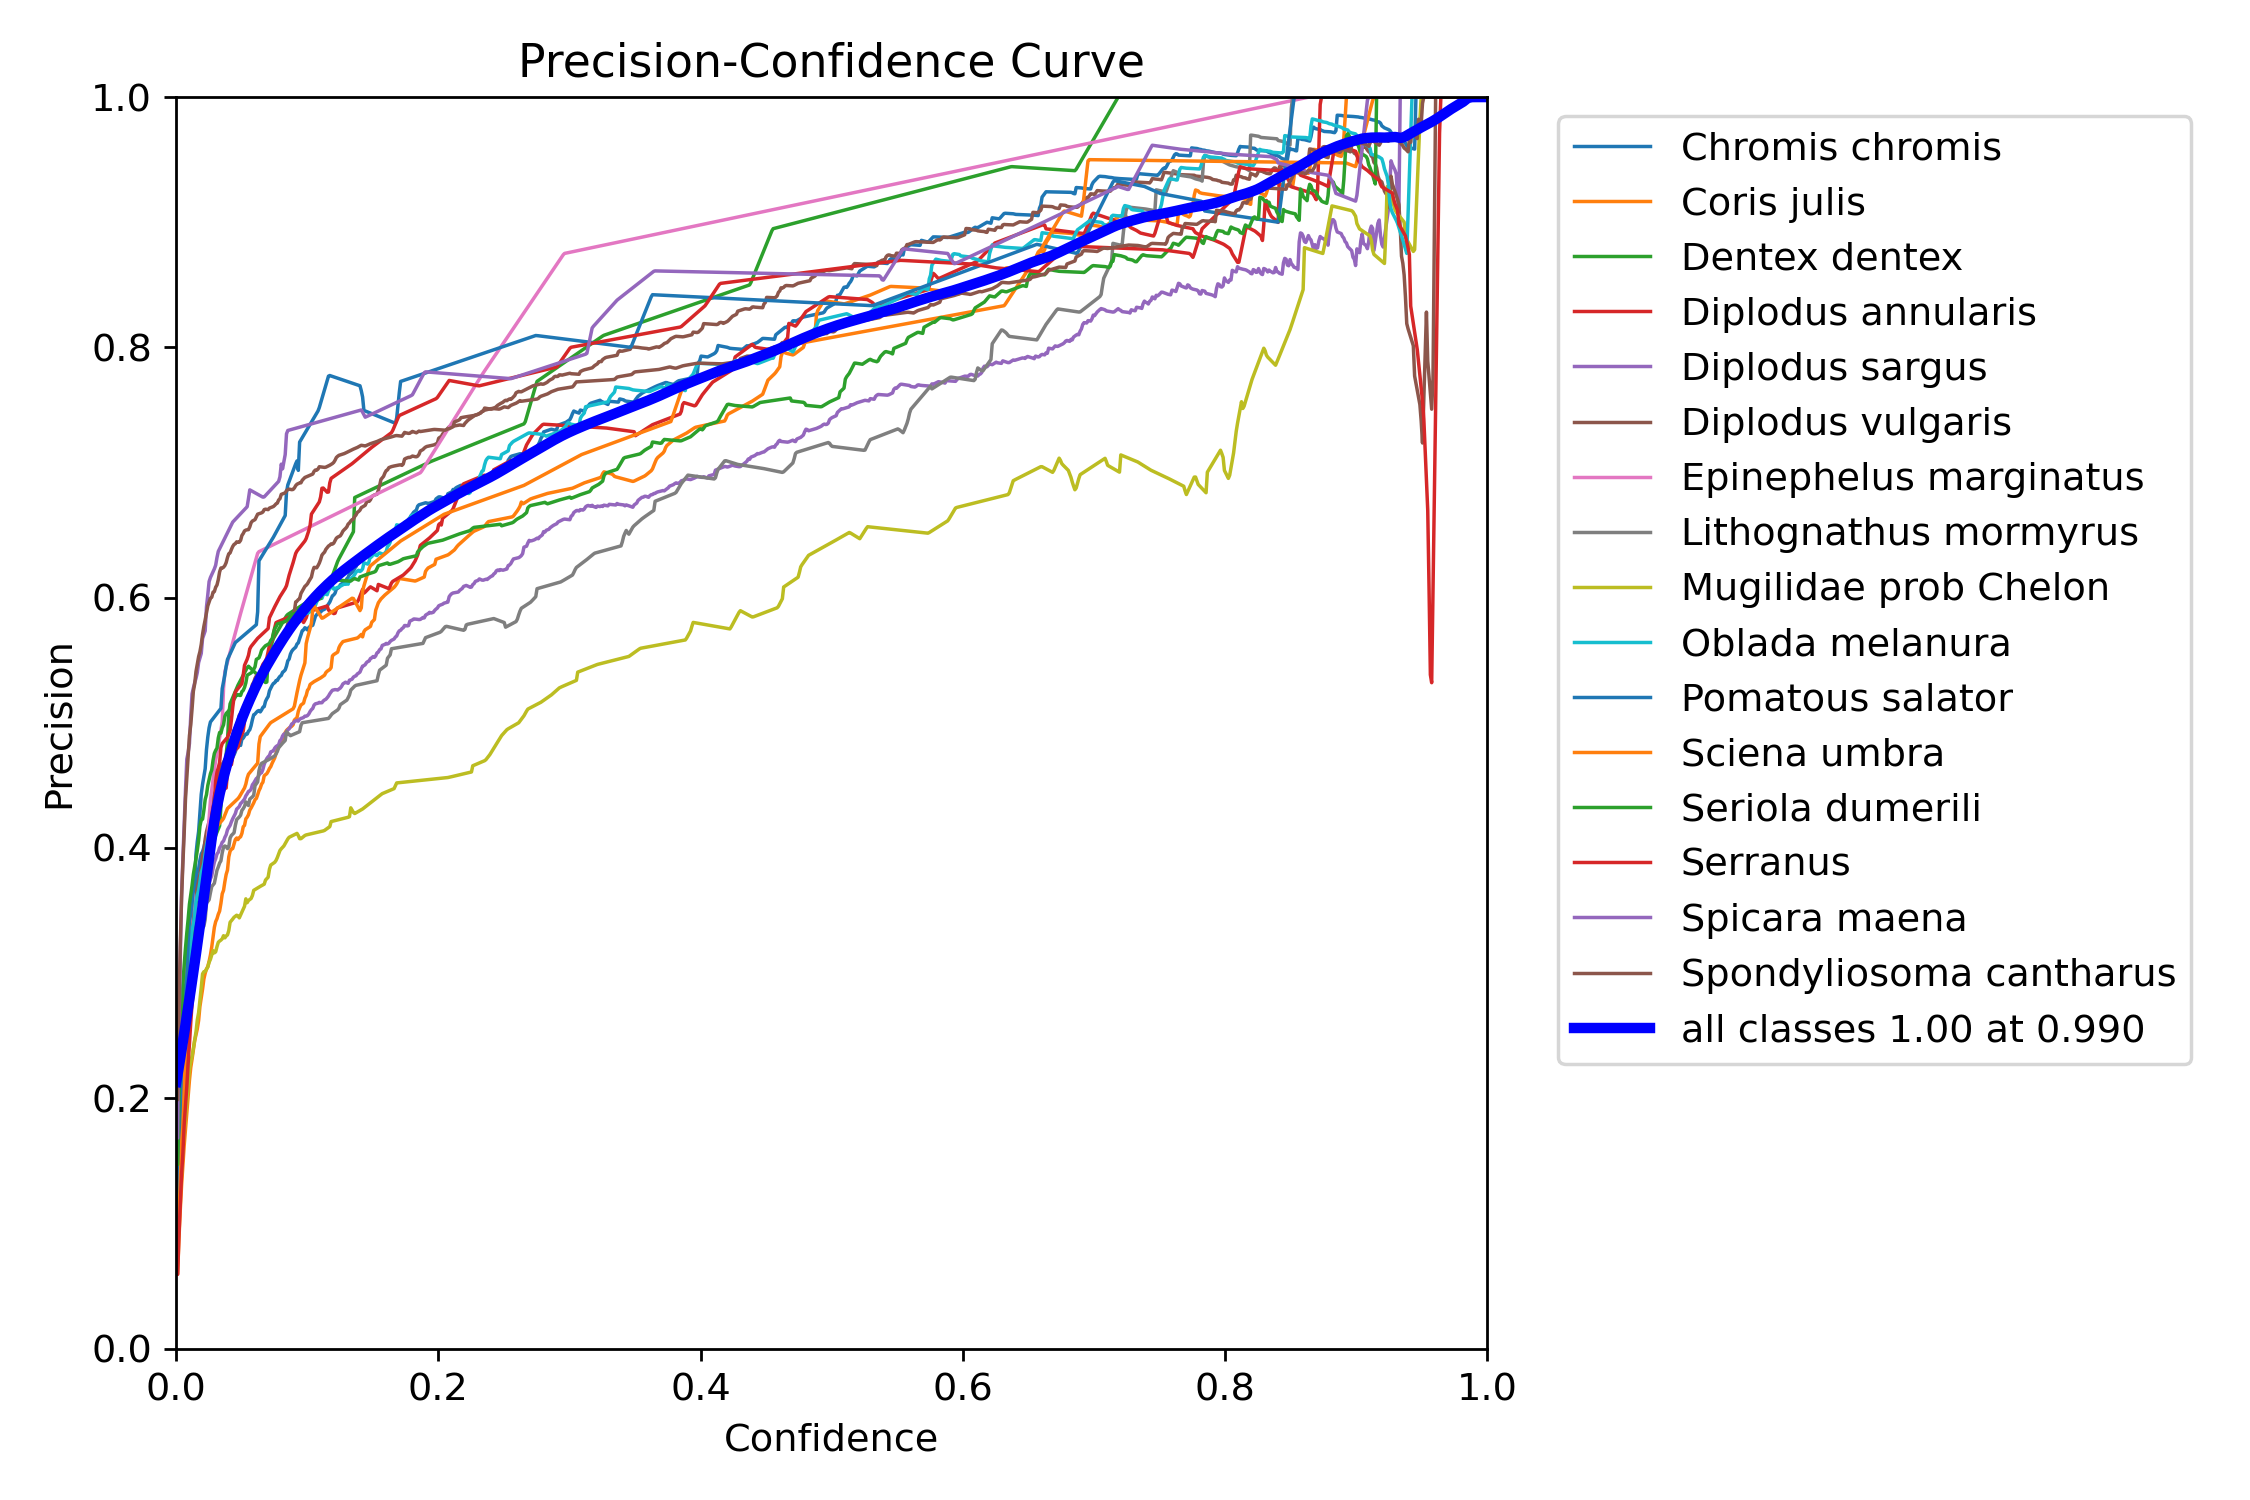 Precision-Confidence Curve
1.0
0.8
0.6
0.4
0.2
0.0
Precision
0.0 0.2 0.4 0.6 0.8 1.0
Confidence
Chromis chromis
Coris julis
Dentex dentex
Diplodus annularis
Diplodus sargus
Diplodus vulgaris
Epinephelus marginatus
Lithognathus mormyrus
Mugilidae prob Chelon
Oblada melanura
Pomatous salator
Sciena umbra
Seriola dumerili
Serranus
Spicara maena
Spondyliosoma cantharus
all classes 1.00 at 0.990